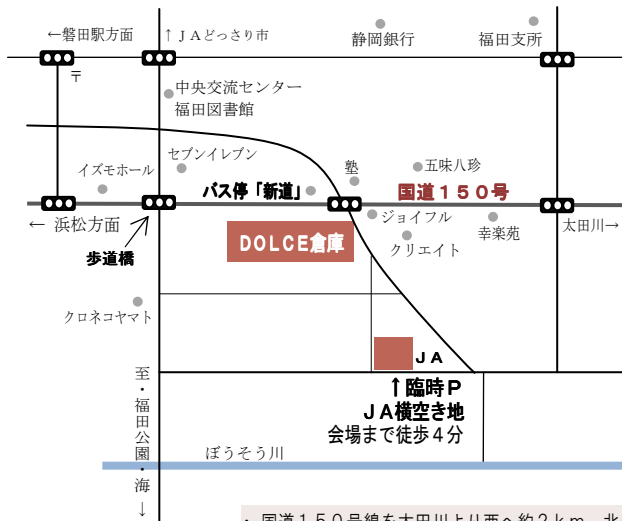 ←磐田駅方面
↑ＪＡどっさり市
静岡銀行
福田支所
〒
中央交流センター
福田図書館
セブンイレブン
イズモホール
塾
五味八珍
バス停「新道」
国道１５０号
← 浜松方面
歩道橋
DOLCE倉庫
ジョイフル
クリエイト
幸楽苑
太田川→
クロネコヤマト
ＪＡ
↑臨時Ｐ
ＪＡ横空き地
会場まで徒歩４分
至・福田公園・海→
ぼうそう川
・国道１５０号線を太田川より西へ約２ｋｍ、北